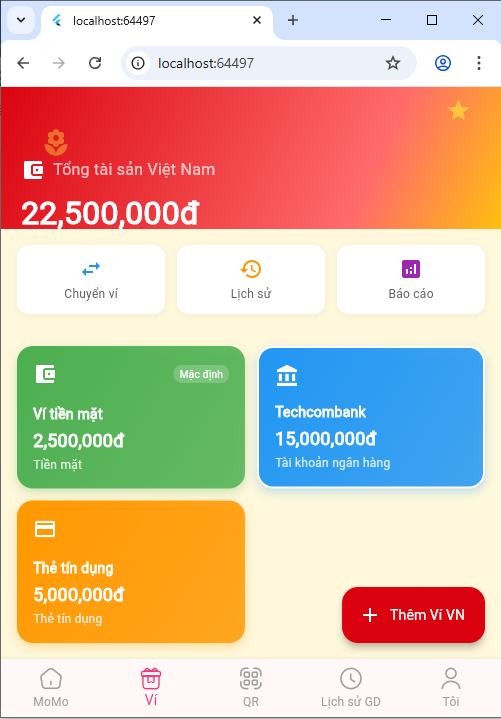 localhost:64497
localhost:64497
Tổng tài sản Việt Nam
22,500,000đ
Chuyển ví
Lịch sử
Báo cáo
Mặc định
Ví tiền mặt
2,500,000đ
Tiền mặt
Techcombank
15,000,000đ
Tài khoản ngân hàng
Thẻ tín dụng
5,000,000đ
Thẻ tín dụng
Thêm Ví VN
MoMo
Ví
QR
Lịch sử GD
Tôi